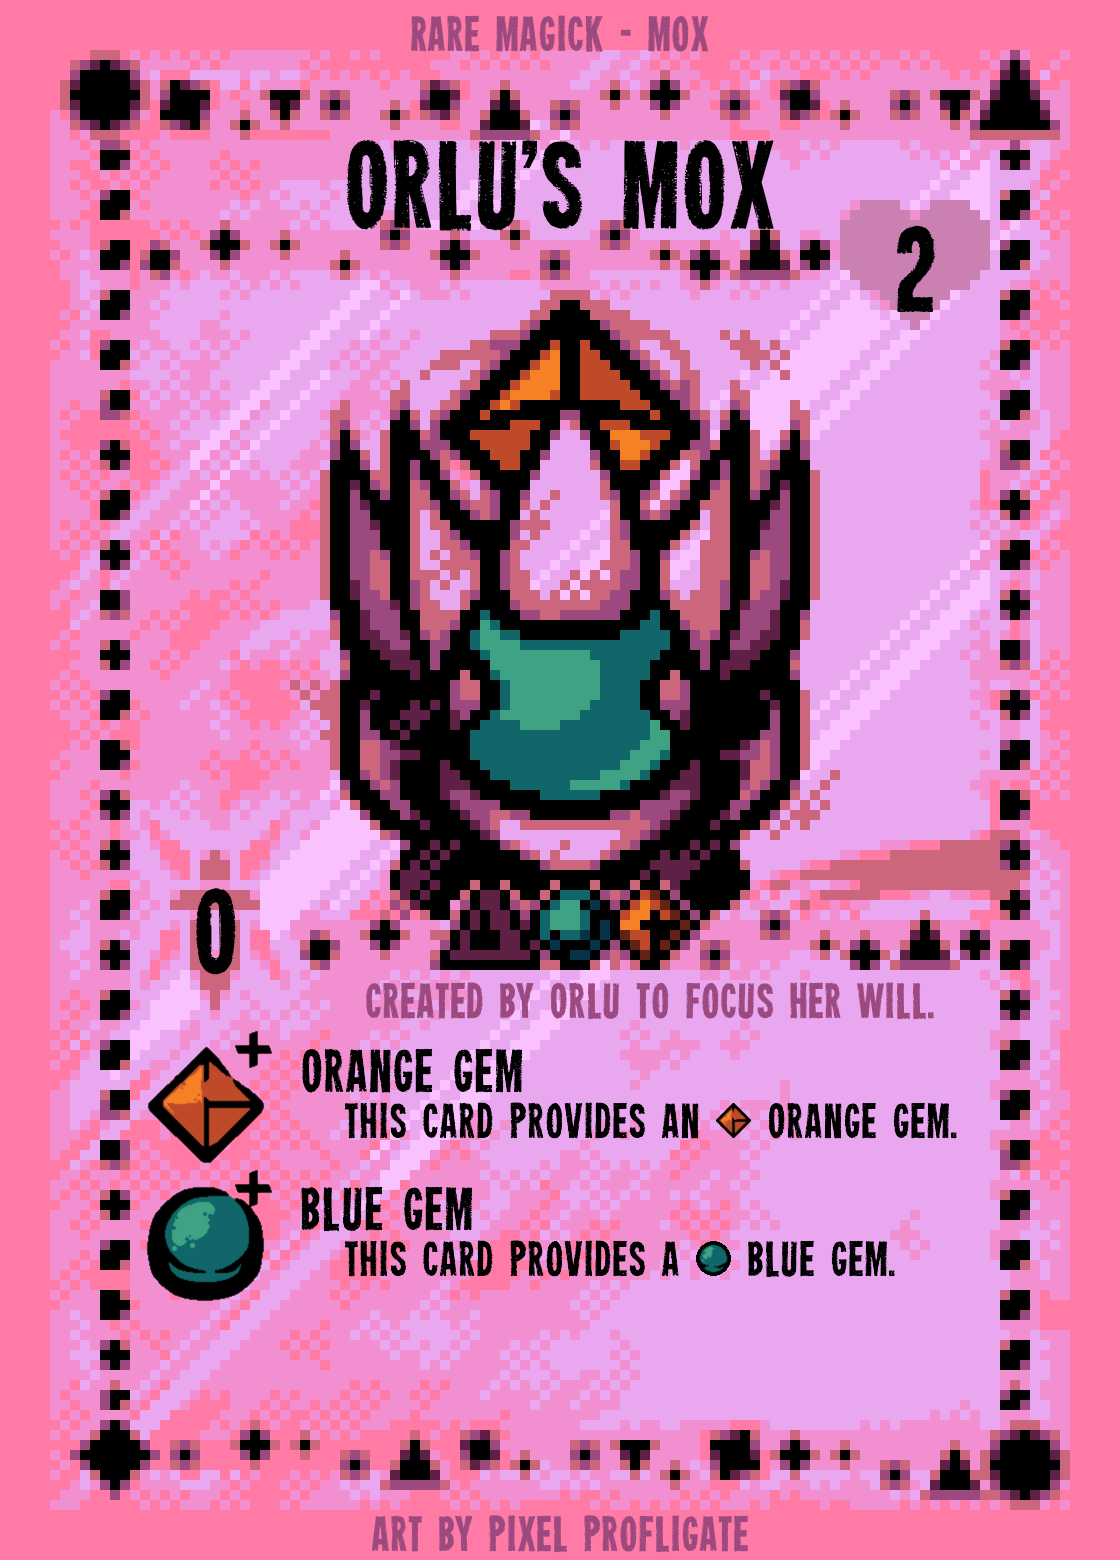 RARE MAGICK - MOX
ORLU'S MOX
2
0
CREATED BY ORLU TO FOCUS HER WILL.
ORANGE GEM
THIS CARD PROVIDES AN ORANGE GEM.
BLUE GEM
THIS CARD PROVIDES A BLUE GEM.
ART BY PIXEL PROFLIGATE